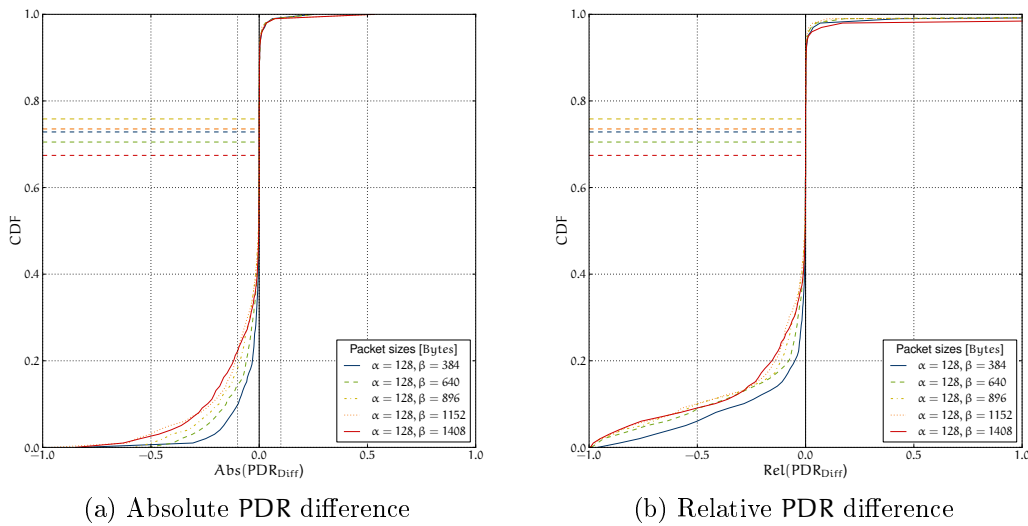 1.0
0.8
0.6
0.4
0.2
0.0
CDF
−1.0 −0.5 0.0 0.5 1.0
Abs(PDR_Diff)
Packet sizes [Bytes]
α = 128, β = 384
α = 128, β = 640
α = 128, β = 896
α = 128, β = 1152
α = 128, β = 1408
(a) Absolute PDR difference
1.0
0.8
0.6
0.4
0.2
0.0
CDF
−1.0 −0.5 0.0 0.5 1.0
Rel(PDR_Diff)
Packet sizes [Bytes]
α = 128, β = 384
α = 128, β = 640
α = 128, β = 896
α = 128, β = 1152
α = 128, β = 1408
(b) Relative PDR difference